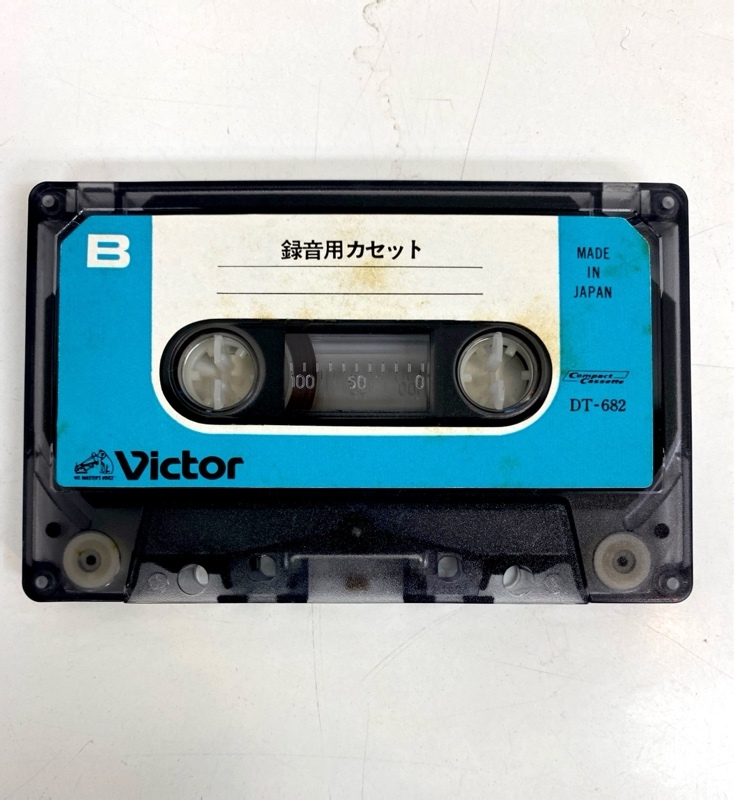 B
録音用カセット
MADE
IN
JAPAN
100 50 0
Compact
Cassette
DT-682
"HIS MASTER'S VOICE"
Victor